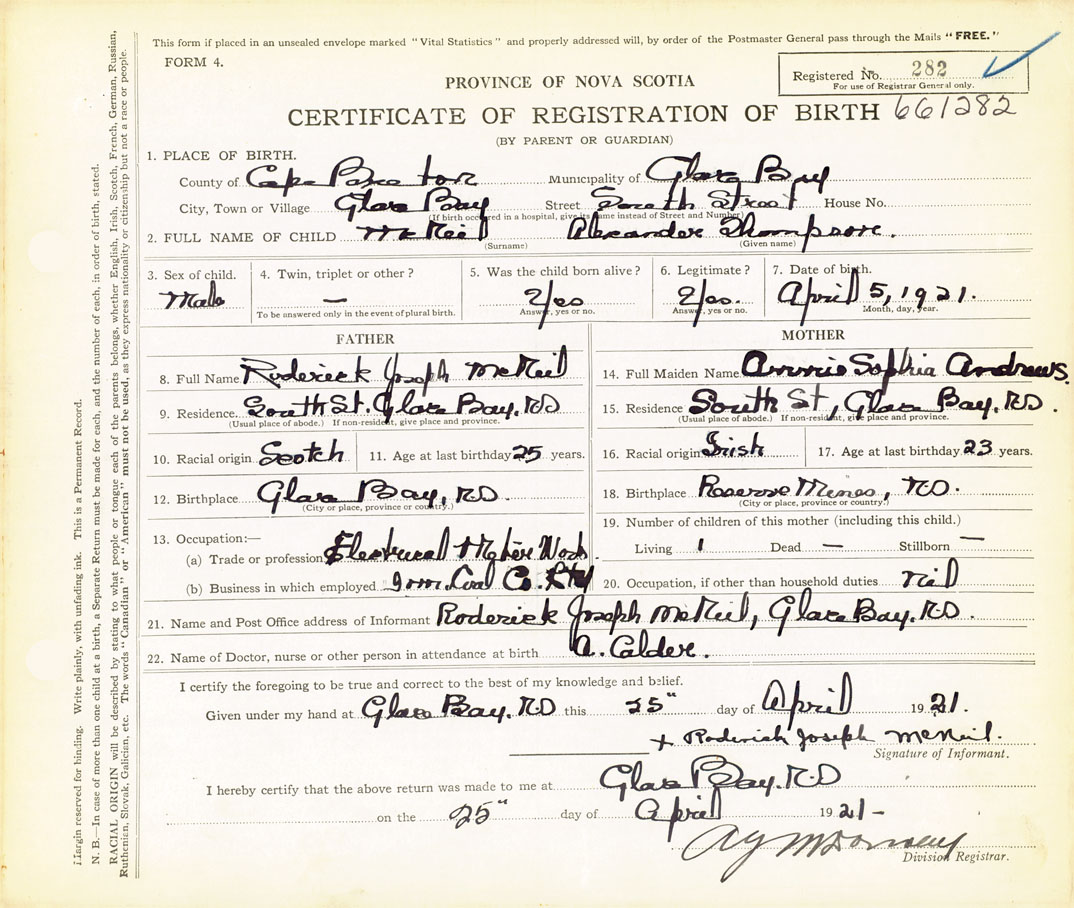 This form if placed in an unsealed envelope marked "Vital Statistics" and properly addressed will, by order of the Postmaster General pass through the Mails "FREE."
FORM 4.
Registered No. 282
For use of Registrar General only.
PROVINCE OF NOVA SCOTIA
CERTIFICATE OF REGISTRATION OF BIRTH 661282
(BY PARENT OR GUARDIAN)
1. PLACE OF BIRTH.
County of Cape Breton Municipality of Glace Bay
City, Town or Village Glace Bay Street South Street House No.
(If birth occurred in a hospital, give its name instead of Street and Number)
2. FULL NAME OF CHILD McNeil Alexander Thompson.
(Surname) (Given name)
3. Sex of child. 4. Twin, triplet or other? 5. Was the child born alive? 6. Legitimate? 7. Date of birth.
Male — Yes Yes. April 5, 1921.
To be answered only in the event of plural birth. Answer, yes or no. Answer, yes or no. Month, day, year.
FATHER
8. Full Name Roderick Joseph McNeil
9. Residence. South St. Glace Bay. N.S
(Usual place of abode.) If non-resident, give place and province.
10. Racial origin Scotch 11. Age at last birthday 25 years.
12. Birthplace Glace Bay, N.S.
(City or place, province or country.)
13. Occupation:—
(a) Trade or profession Electrical
(b) Business in which employed Dom. Coal Co. Ltd
MOTHER
14. Full Maiden Name Annie Sophia Andrews.
15. Residence South St, Glace Bay. N.S.
(Usual place of abode.) If non-resident, give place and province.
16. Racial origin Irish 17. Age at last birthday 23 years.
18. Birthplace Reserve Mines, N.S.
(City or place, province or country.)
19. Number of children of this mother (including this child.)
Living 1 Dead — Stillborn —
20. Occupation, if other than household duties Nil
21. Name and Post Office address of Informant Roderick Joseph McNeil, Glace Bay. N.S.
22. Name of Doctor, nurse or other person in attendance at birth A. Calder.
I certify the foregoing to be true and correct to the best of my knowledge and belief.
Given under my hand at Glace Bay. N.S this 25" day of April 1921.
+ Roderick Joseph McNeil.
Signature of Informant.
I hereby certify that the above return was made to me at Glace Bay. N.S
on the 25" day of April 1921-
Division Registrar.
Margin reserved for binding. Write plainly, with unfading ink. This is a Permanent Record.
N. B.—In case of more than one child at a birth, a Separate Return must be made for each, and the number of each, in order of birth, stated.
RACIAL ORIGIN will be described by stating to what people or tongue each of the parents belongs, whether English, Irish, Scotch, French, German, Russian,
Ruthenian, Slovak, Galician, etc. The words "Canadian" or "American" must not be used, as they express nationality or citizenship but not a race or people.